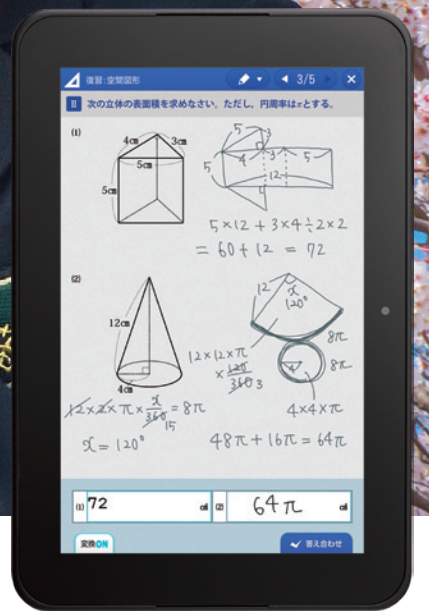 復習:空間図形
3/5
II 次の立体の表面積を求めなさい。ただし、円周率はπとする。
(1)
4cm 3cm
5cm
5cm
5 3
4 3 5
5
12
5×12+3×4÷2×2
=60+12=72
(2)
12cm
4cm
12 x 120°
8π
8π
4
12×12×π
×120/360 3
4×4×π
12×2×π×x/360 15=8π
x=120°
48π+16π=64π
(1) 72 ㎠ (2) 64π ㎠
変換ON
答え合わせ